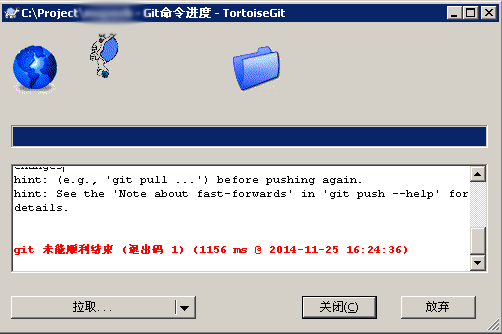 C:\Project - Git命令进度 - TortoiseGit
hint: (e.g., 'git pull ...') before pushing again.
hint: See the 'Note about fast-forwards' in 'git push --help' for
details.
git 未能顺利结束 (退出码 1) (1156 ms @ 2014-11-25 16:24:36)
拉取...
关闭(C)
放弃